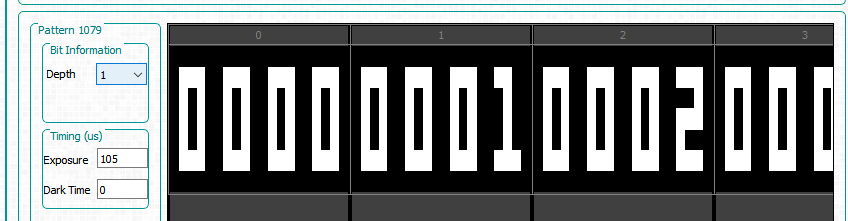 Pattern 1079
Bit Information
Depth 1
Timing (us)
Exposure 105
Dark Time 0
0 1 2 3
0000 0001 0002 000